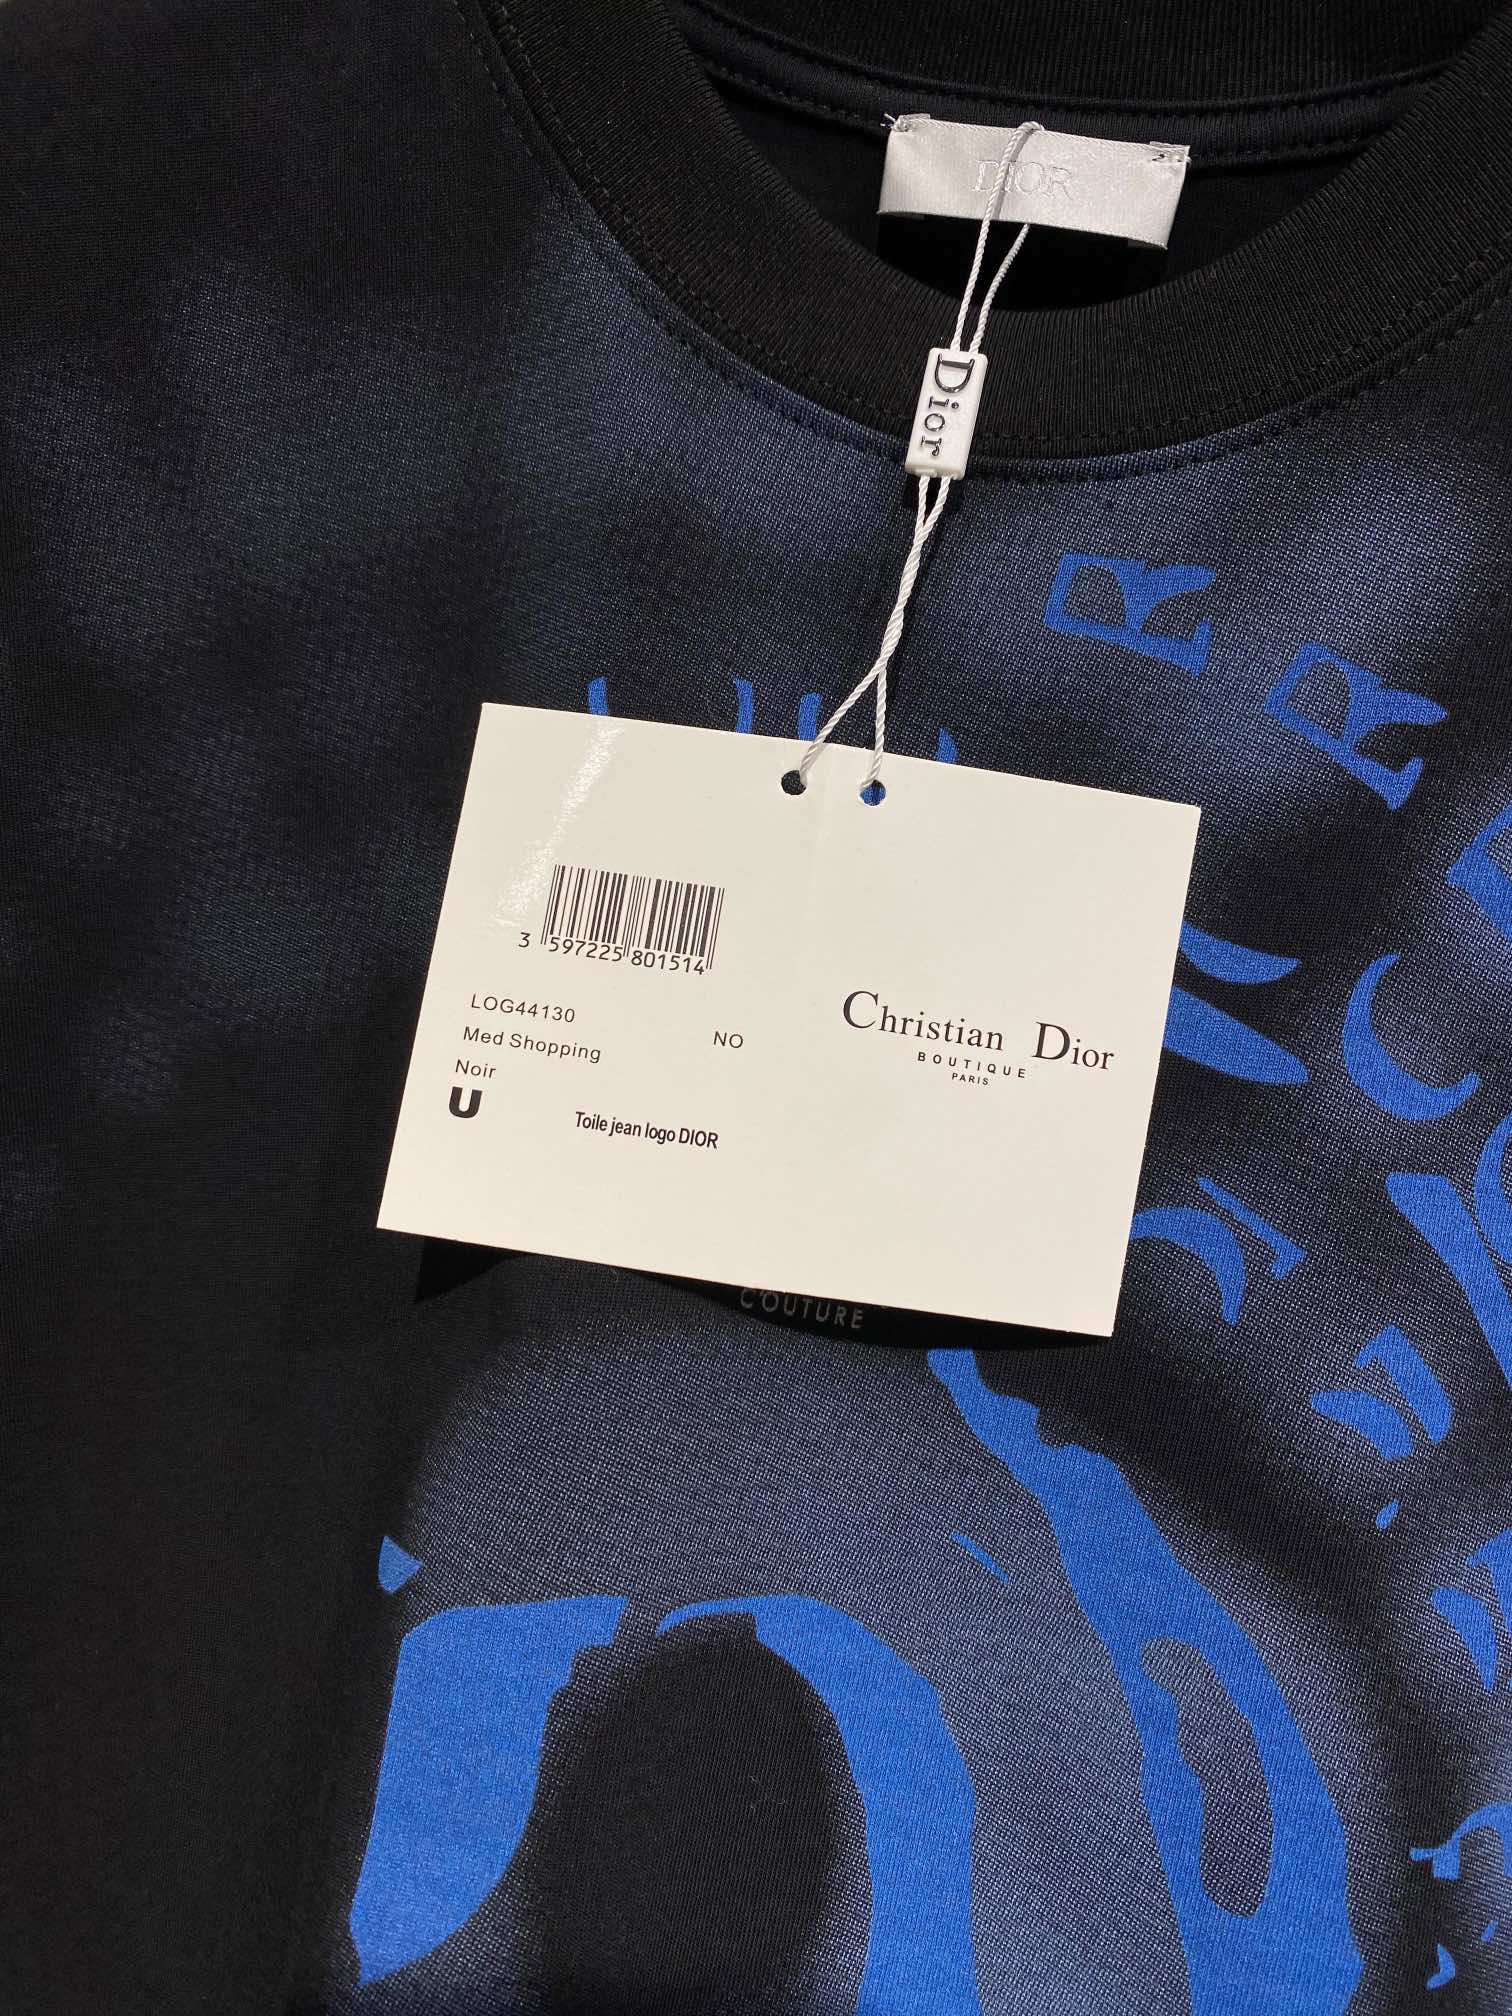 DIOR
Dior
3 597225 801514
LOG44130
Med Shopping NO
Noir
U
Toile jean logo DIOR
Christian Dior
BOUTIQUE
PARIS
COUTURE